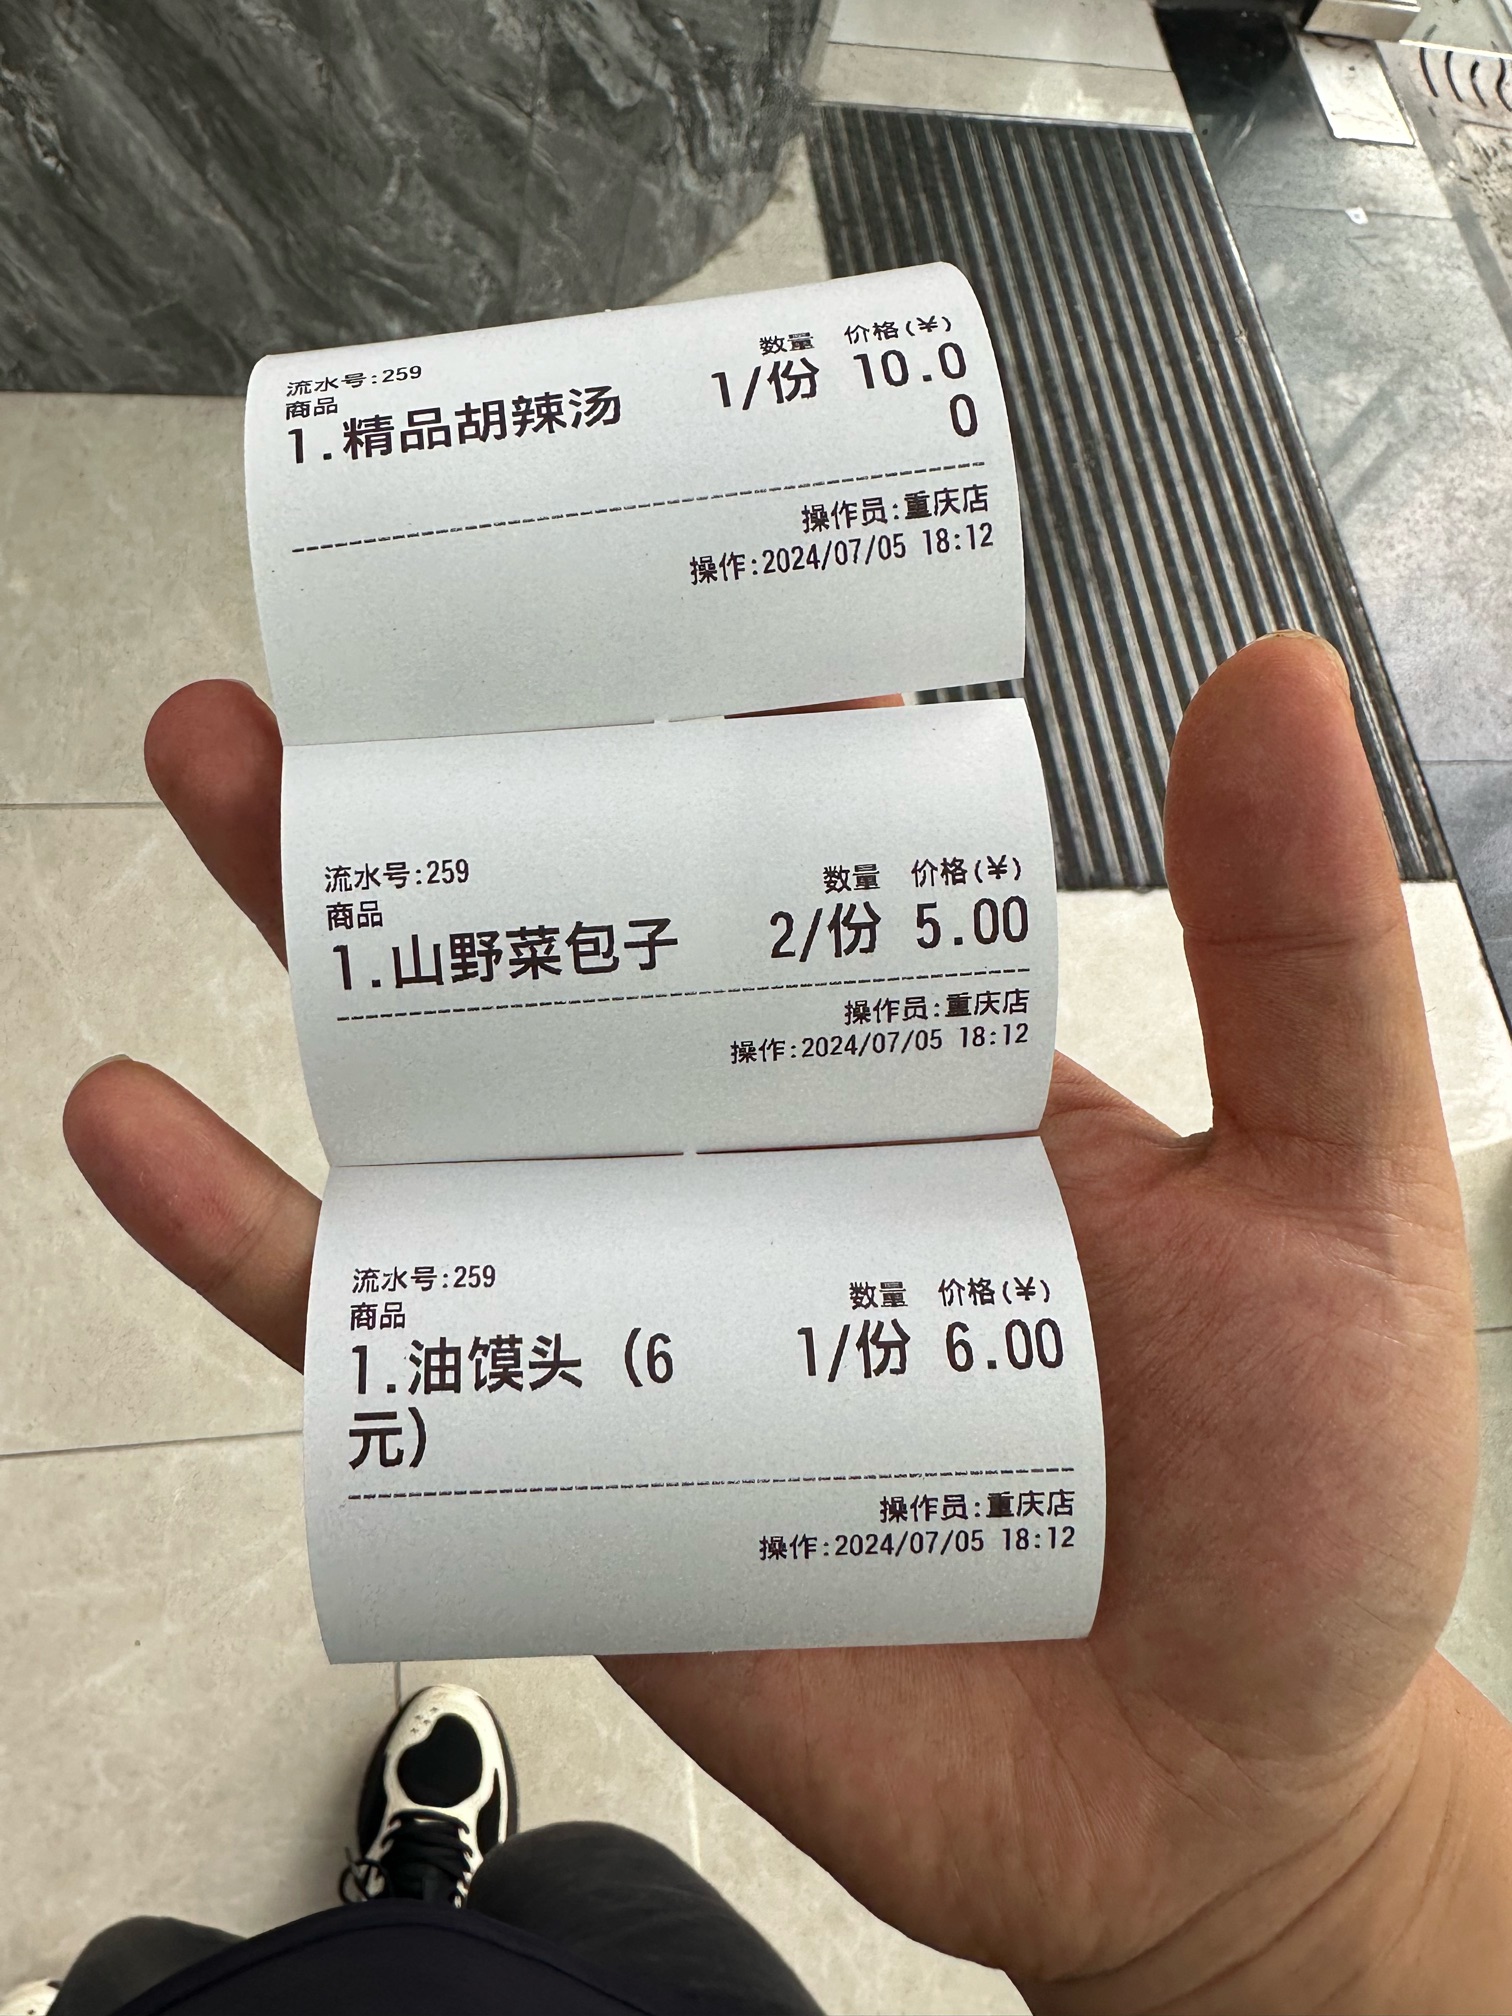 流水号:259
商品 数量 价格(¥)
1.精品胡辣汤 1/份 10.0
0
操作员:重庆店
操作:2024/07/05 18:12
流水号:259
商品 数量 价格(¥)
1.山野菜包子 2/份 5.00
操作员:重庆店
操作:2024/07/05 18:12
流水号:259
商品 数量 价格(¥)
1.油馍头（6 1/份 6.00
元）
操作员:重庆店
操作:2024/07/05 18:12